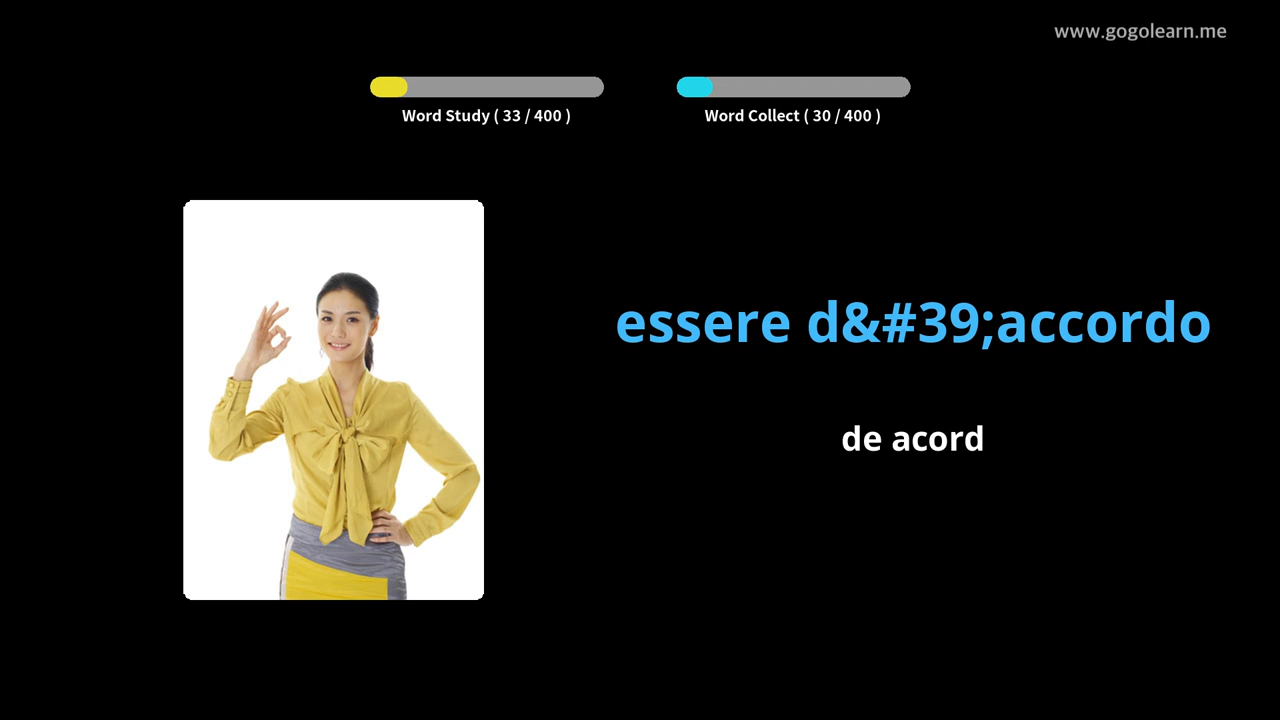 www.gogolearn.me
Word Study ( 33 / 400 )
Word Collect ( 30 / 400 )
essere d&#39;accordo
de acord